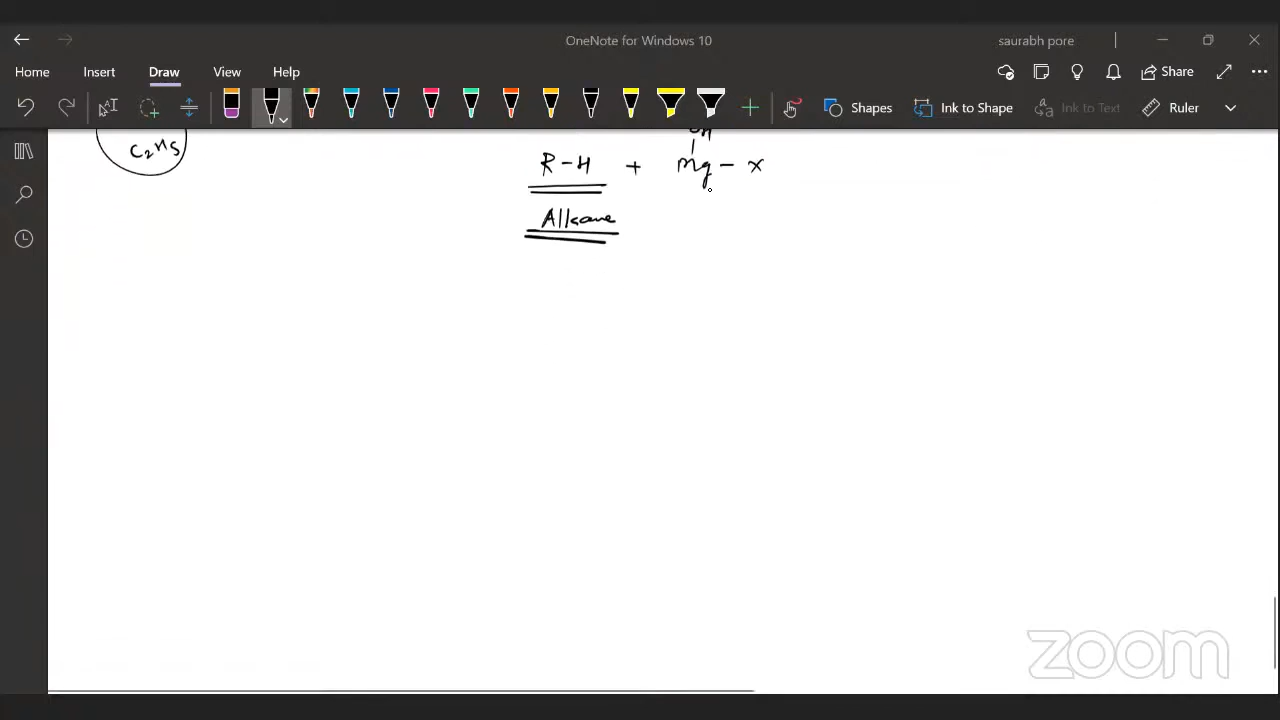 OneNote for Windows 10
saurabh pore
Home Insert Draw View Help
Share
Shapes
Ink to Shape
Ink to Text
Ruler
C2H5
OH
R-H + Mg - X
Alkane
zoom